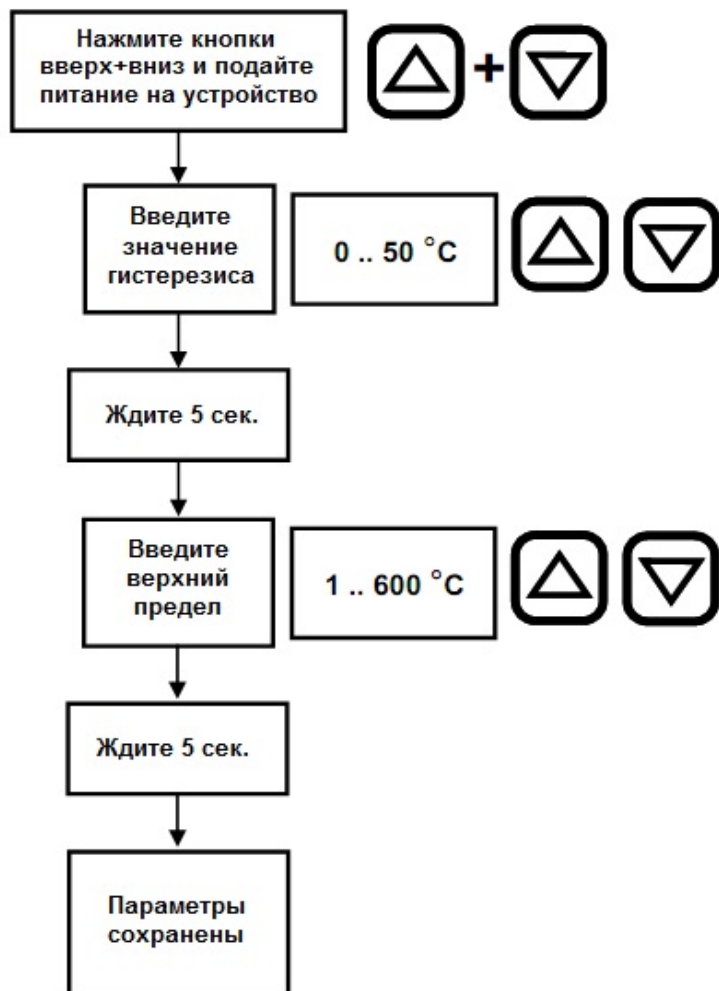 Нажмите кнопки
вверх+вниз и подайте
питание на устройство
+
Введите
значение
гистерезиса
0 .. 50 °C
Ждите 5 сек.
Введите
верхний
предел
1 .. 600 °C
Ждите 5 сек.
Параметры
сохранены